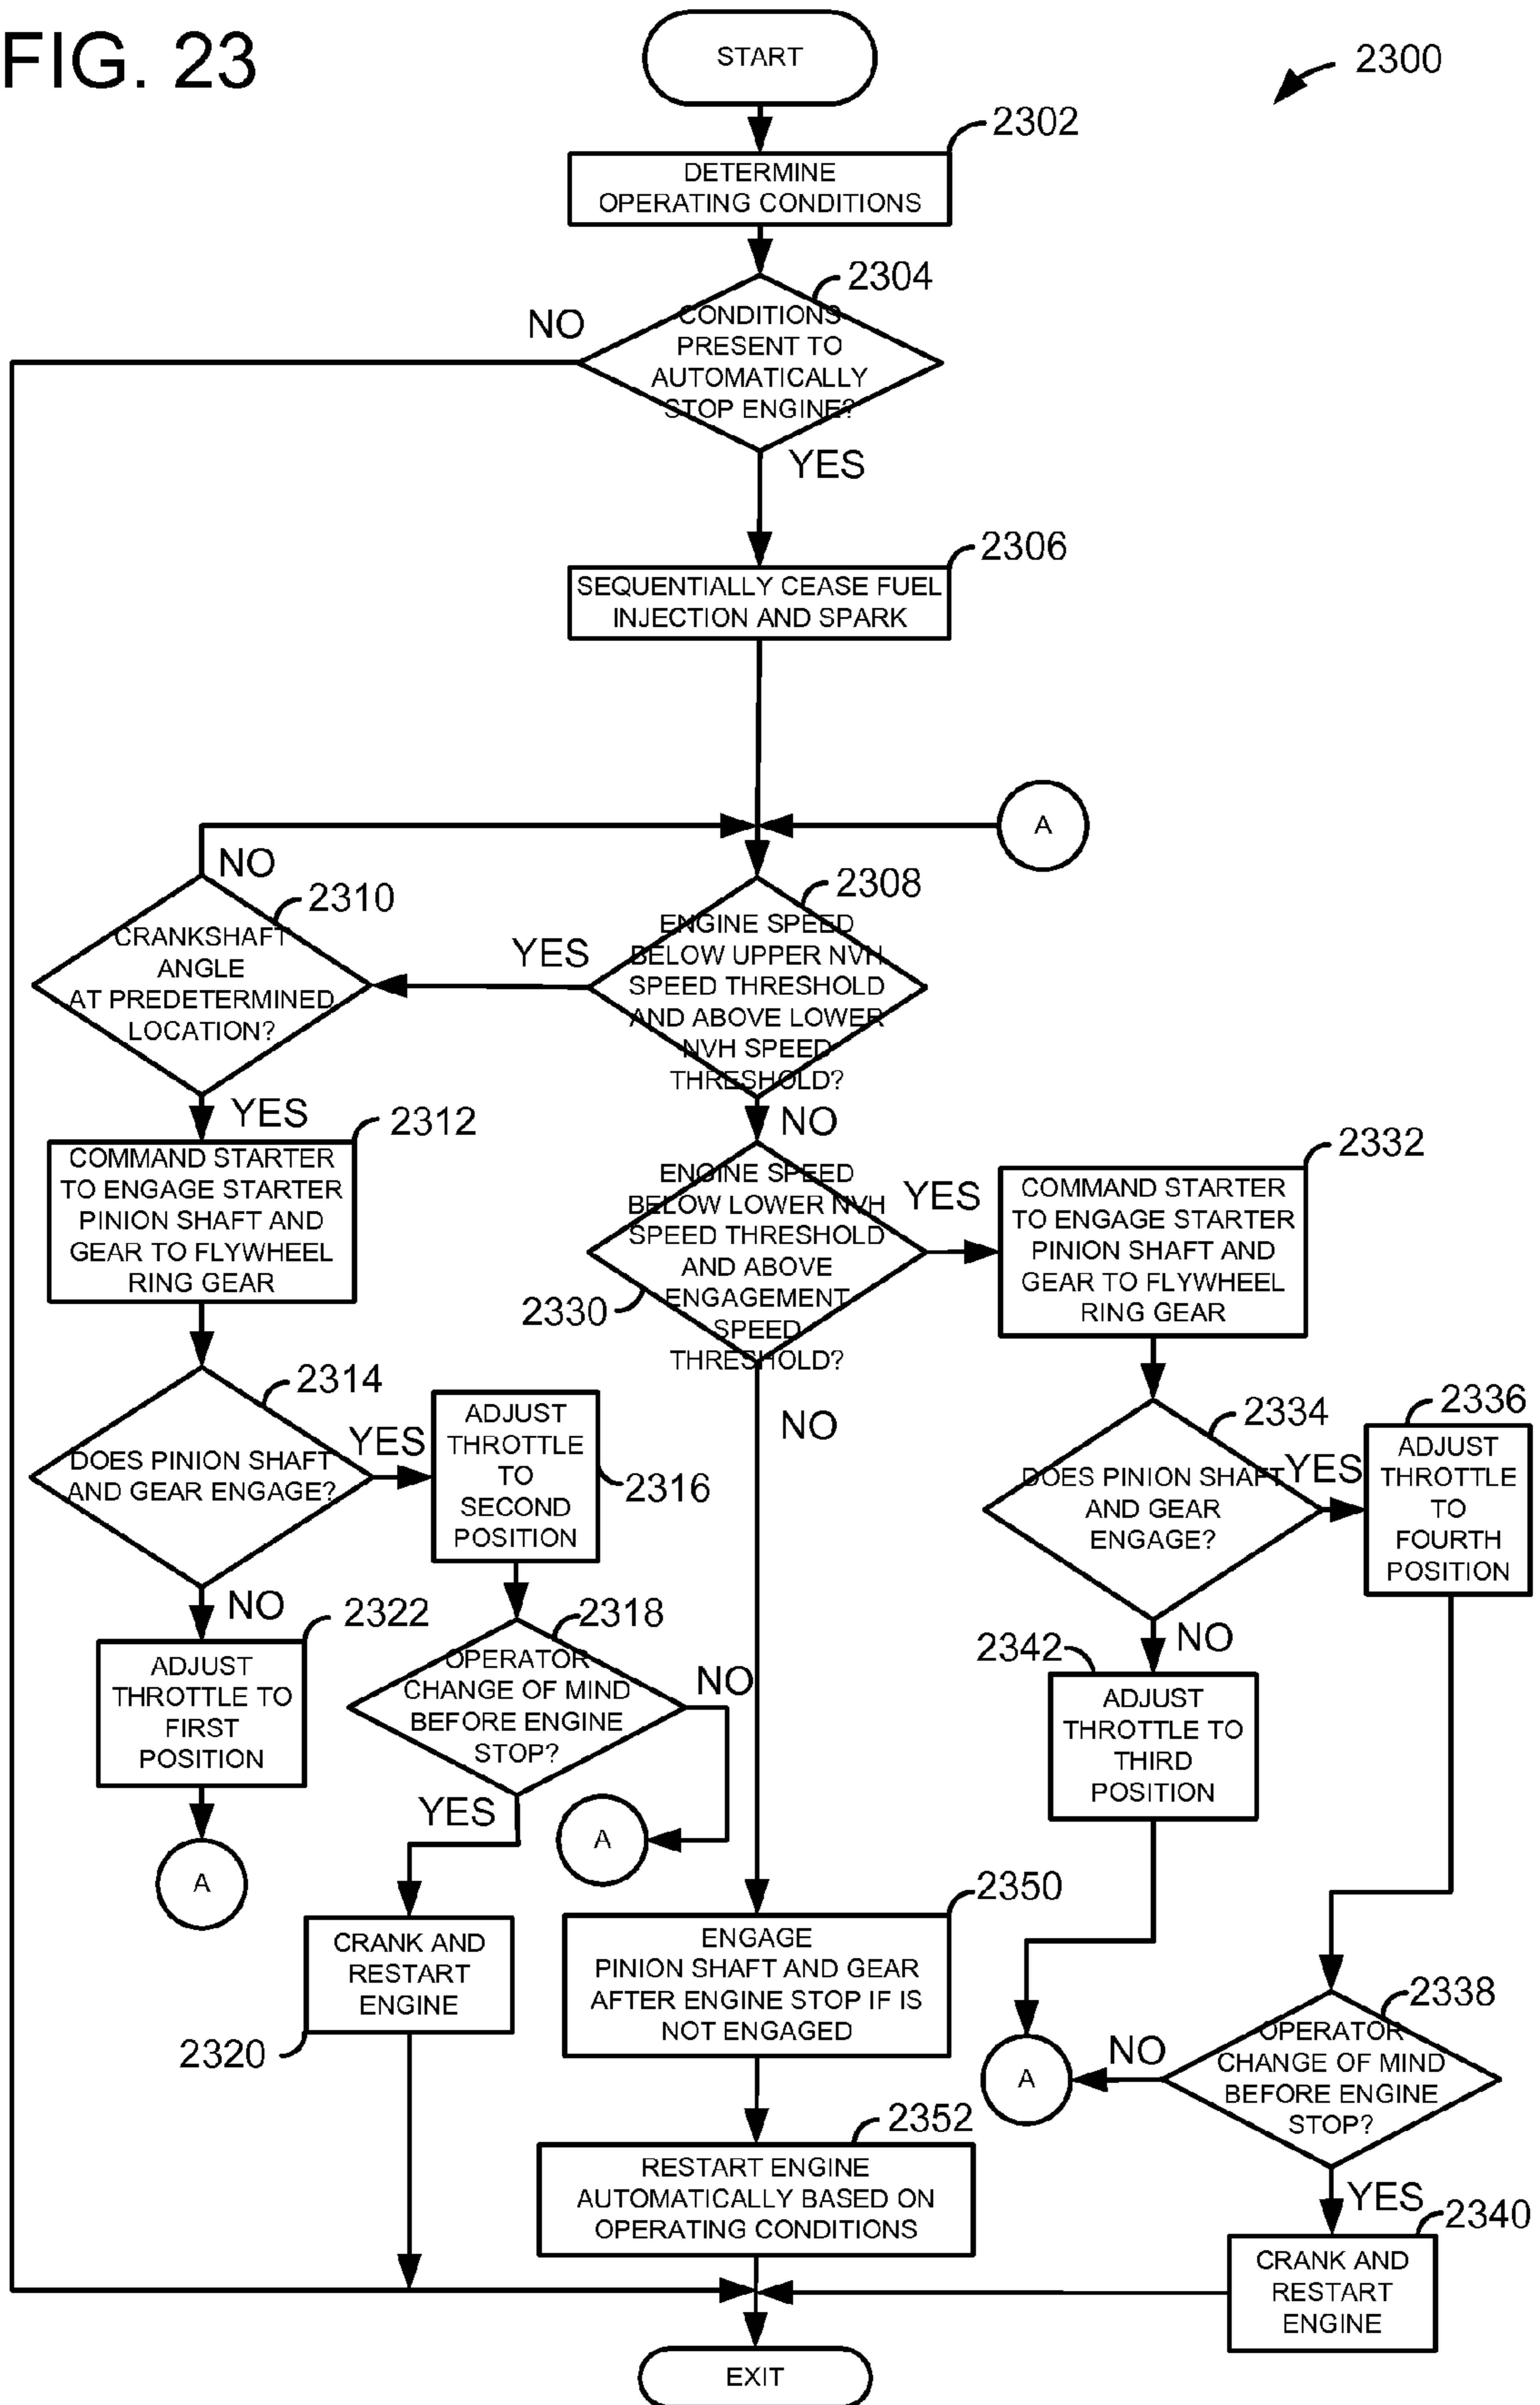 FIG. 23
START
2300
2302
DETERMINE
OPERATING CONDITIONS
2304
NO
CONDITIONS
PRESENT TO
AUTOMATICALLY
STOP ENGINE?
YES
2306
SEQUENTIALLY CEASE FUEL
INJECTION AND SPARK
A
NO
2310
CRANKSHAFT
ANGLE
AT PREDETERMINED
LOCATION?
YES
2308
ENGINE SPEED
BELOW UPPER NVH
SPEED THRESHOLD
AND ABOVE LOWER
NVH SPEED
THRESHOLD?
YES
2312
NO
COMMAND STARTER
TO ENGAGE STARTER
PINION SHAFT AND
GEAR TO FLYWHEEL
RING GEAR
ENGINE SPEED
BELOW LOWER NVH
SPEED THRESHOLD
AND ABOVE
ENGAGEMENT
SPEED
THRESHOLD?
2330
YES
2332
COMMAND STARTER
TO ENGAGE STARTER
PINION SHAFT AND
GEAR TO FLYWHEEL
RING GEAR
2314
DOES PINION SHAFT
AND GEAR ENGAGE?
YES
ADJUST
THROTTLE
TO
SECOND
POSITION
2316
NO
2334
DOES PINION SHAFT
AND GEAR
ENGAGE?
YES
2336
ADJUST
THROTTLE
TO
FOURTH
POSITION
NO
2322
ADJUST
THROTTLE TO
FIRST
POSITION
A
2318
OPERATOR
CHANGE OF MIND
BEFORE ENGINE
STOP?
NO
YES
A
2342
NO
ADJUST
THROTTLE TO
THIRD
POSITION
CRANK AND
RESTART
ENGINE
2320
2350
ENGAGE
PINION SHAFT AND GEAR
AFTER ENGINE STOP IF IS
NOT ENGAGED
A
NO
2338
OPERATOR
CHANGE OF MIND
BEFORE ENGINE
STOP?
2352
RESTART ENGINE
AUTOMATICALLY BASED ON
OPERATING CONDITIONS
YES
2340
CRANK AND
RESTART
ENGINE
EXIT